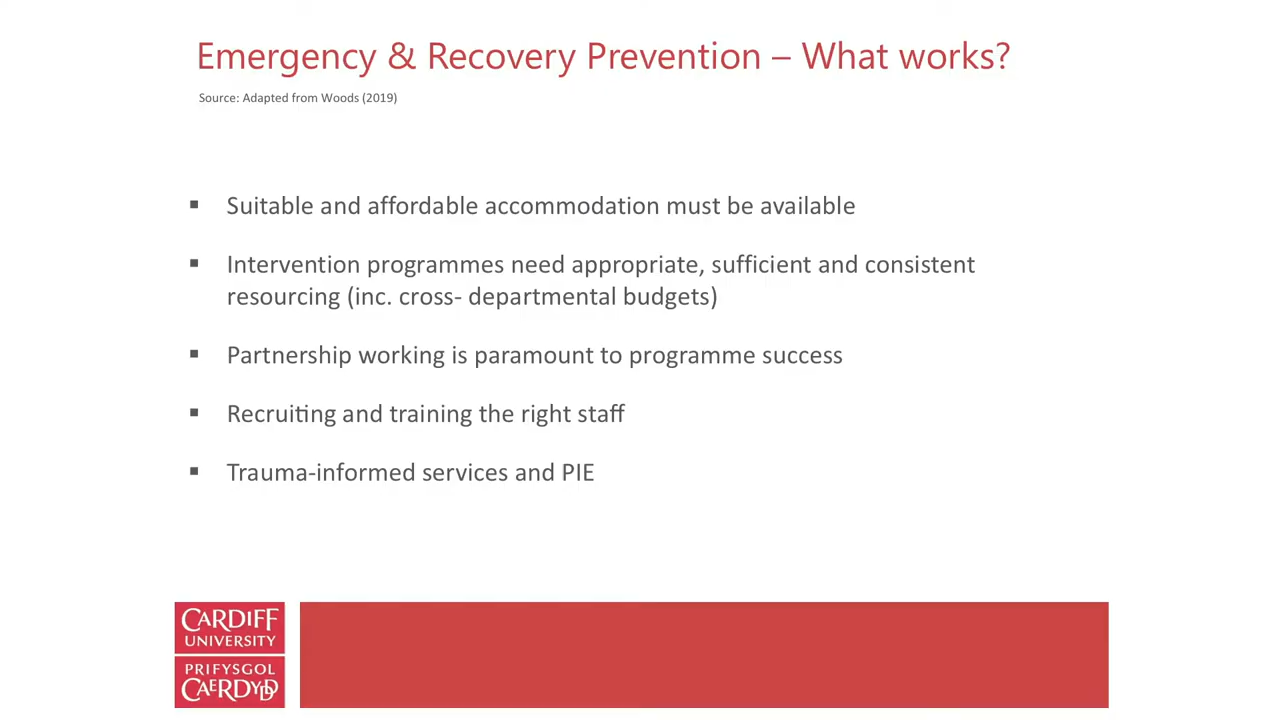 Emergency & Recovery Prevention – What works?
Source: Adapted from Woods (2019)
▪ Suitable and affordable accommodation must be available
▪ Intervention programmes need appropriate, sufficient and consistent
resourcing (inc. cross- departmental budgets)
▪ Partnership working is paramount to programme success
▪ Recruiting and training the right staff
▪ Trauma-informed services and PIE
CARDIFF
UNIVERSITY
PRIFYSGOL
CAERDYDD